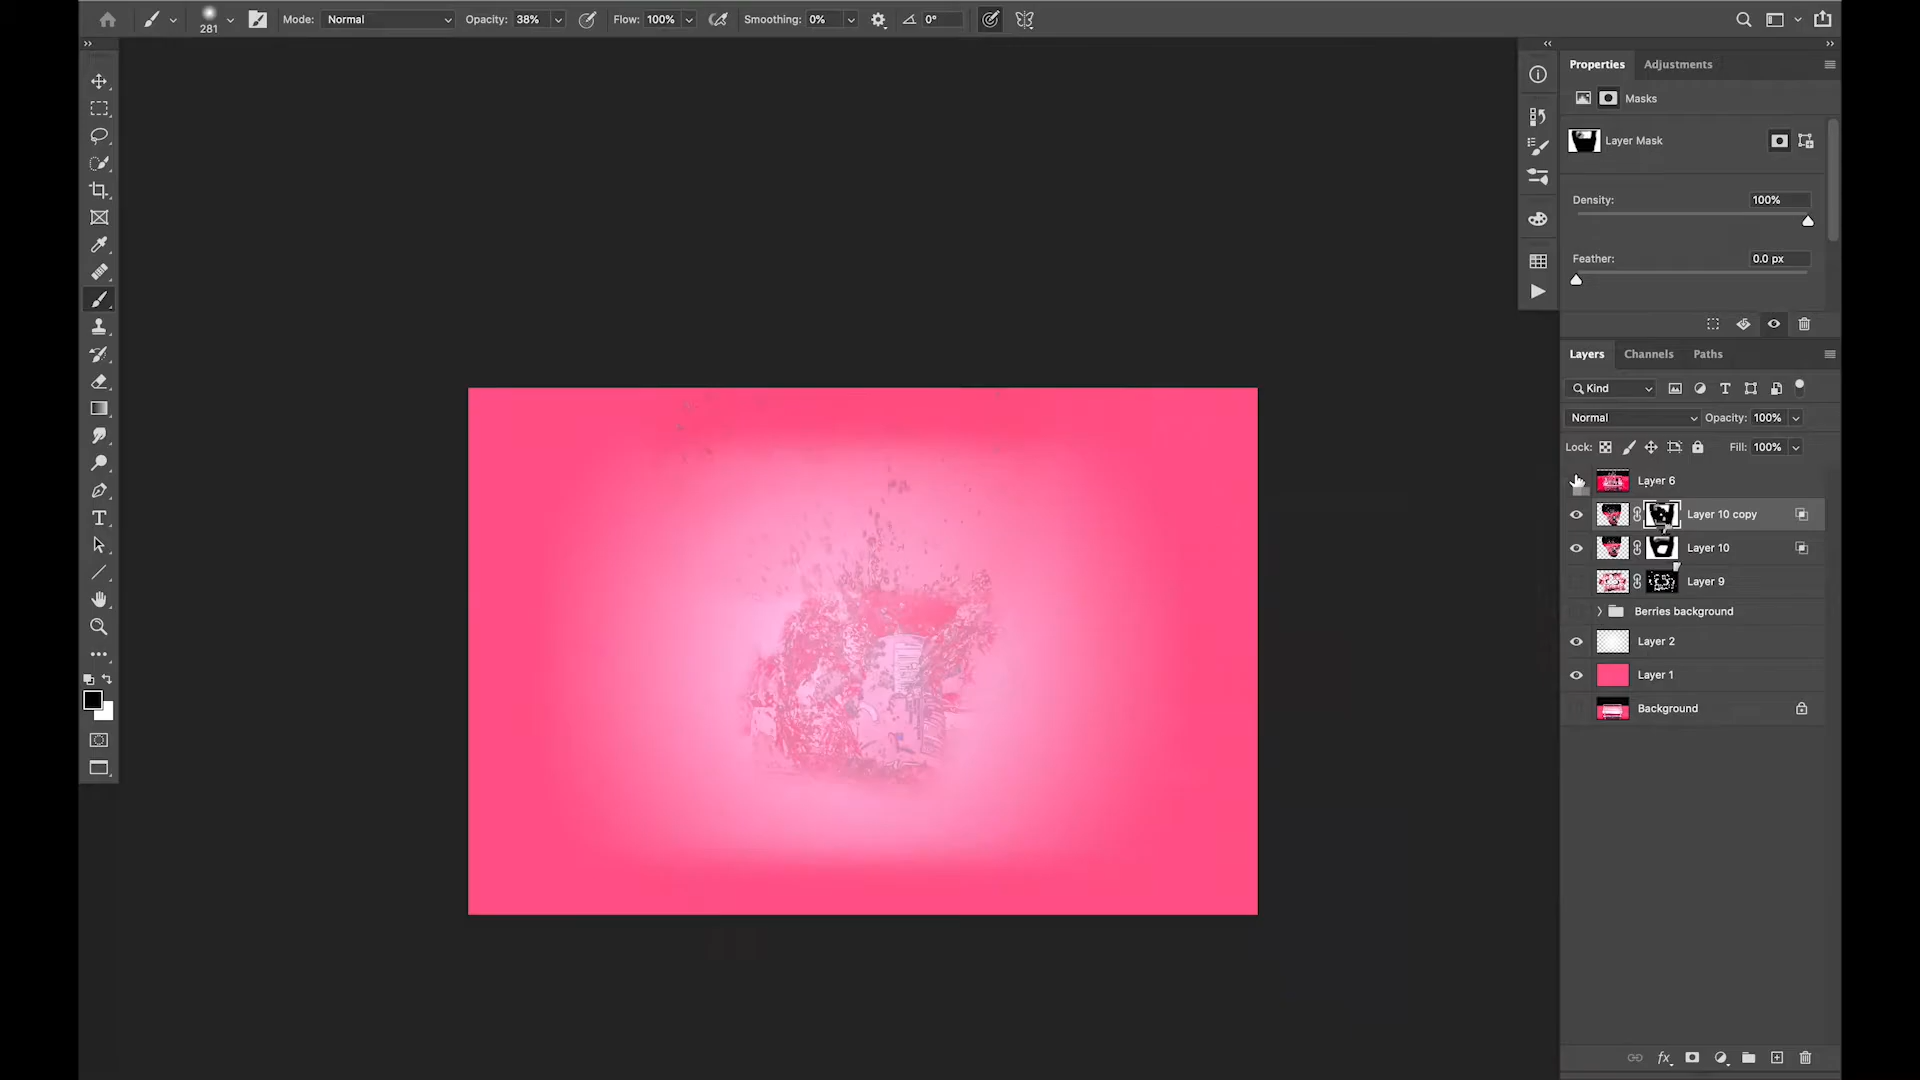 281
Mode: Normal
Opacity: 38%
Flow: 100%
Smoothing: 0%
0°
Properties
Adjustments
Masks
Layer Mask
Density: 100%
Feather: 0.0 px
Layers
Channels
Paths
Kind
Normal
Opacity: 100%
Lock:
Fill: 100%
Layer 6
Layer 10 copy
Layer 10
Layer 9
Berries background
Layer 2
Layer 1
Background